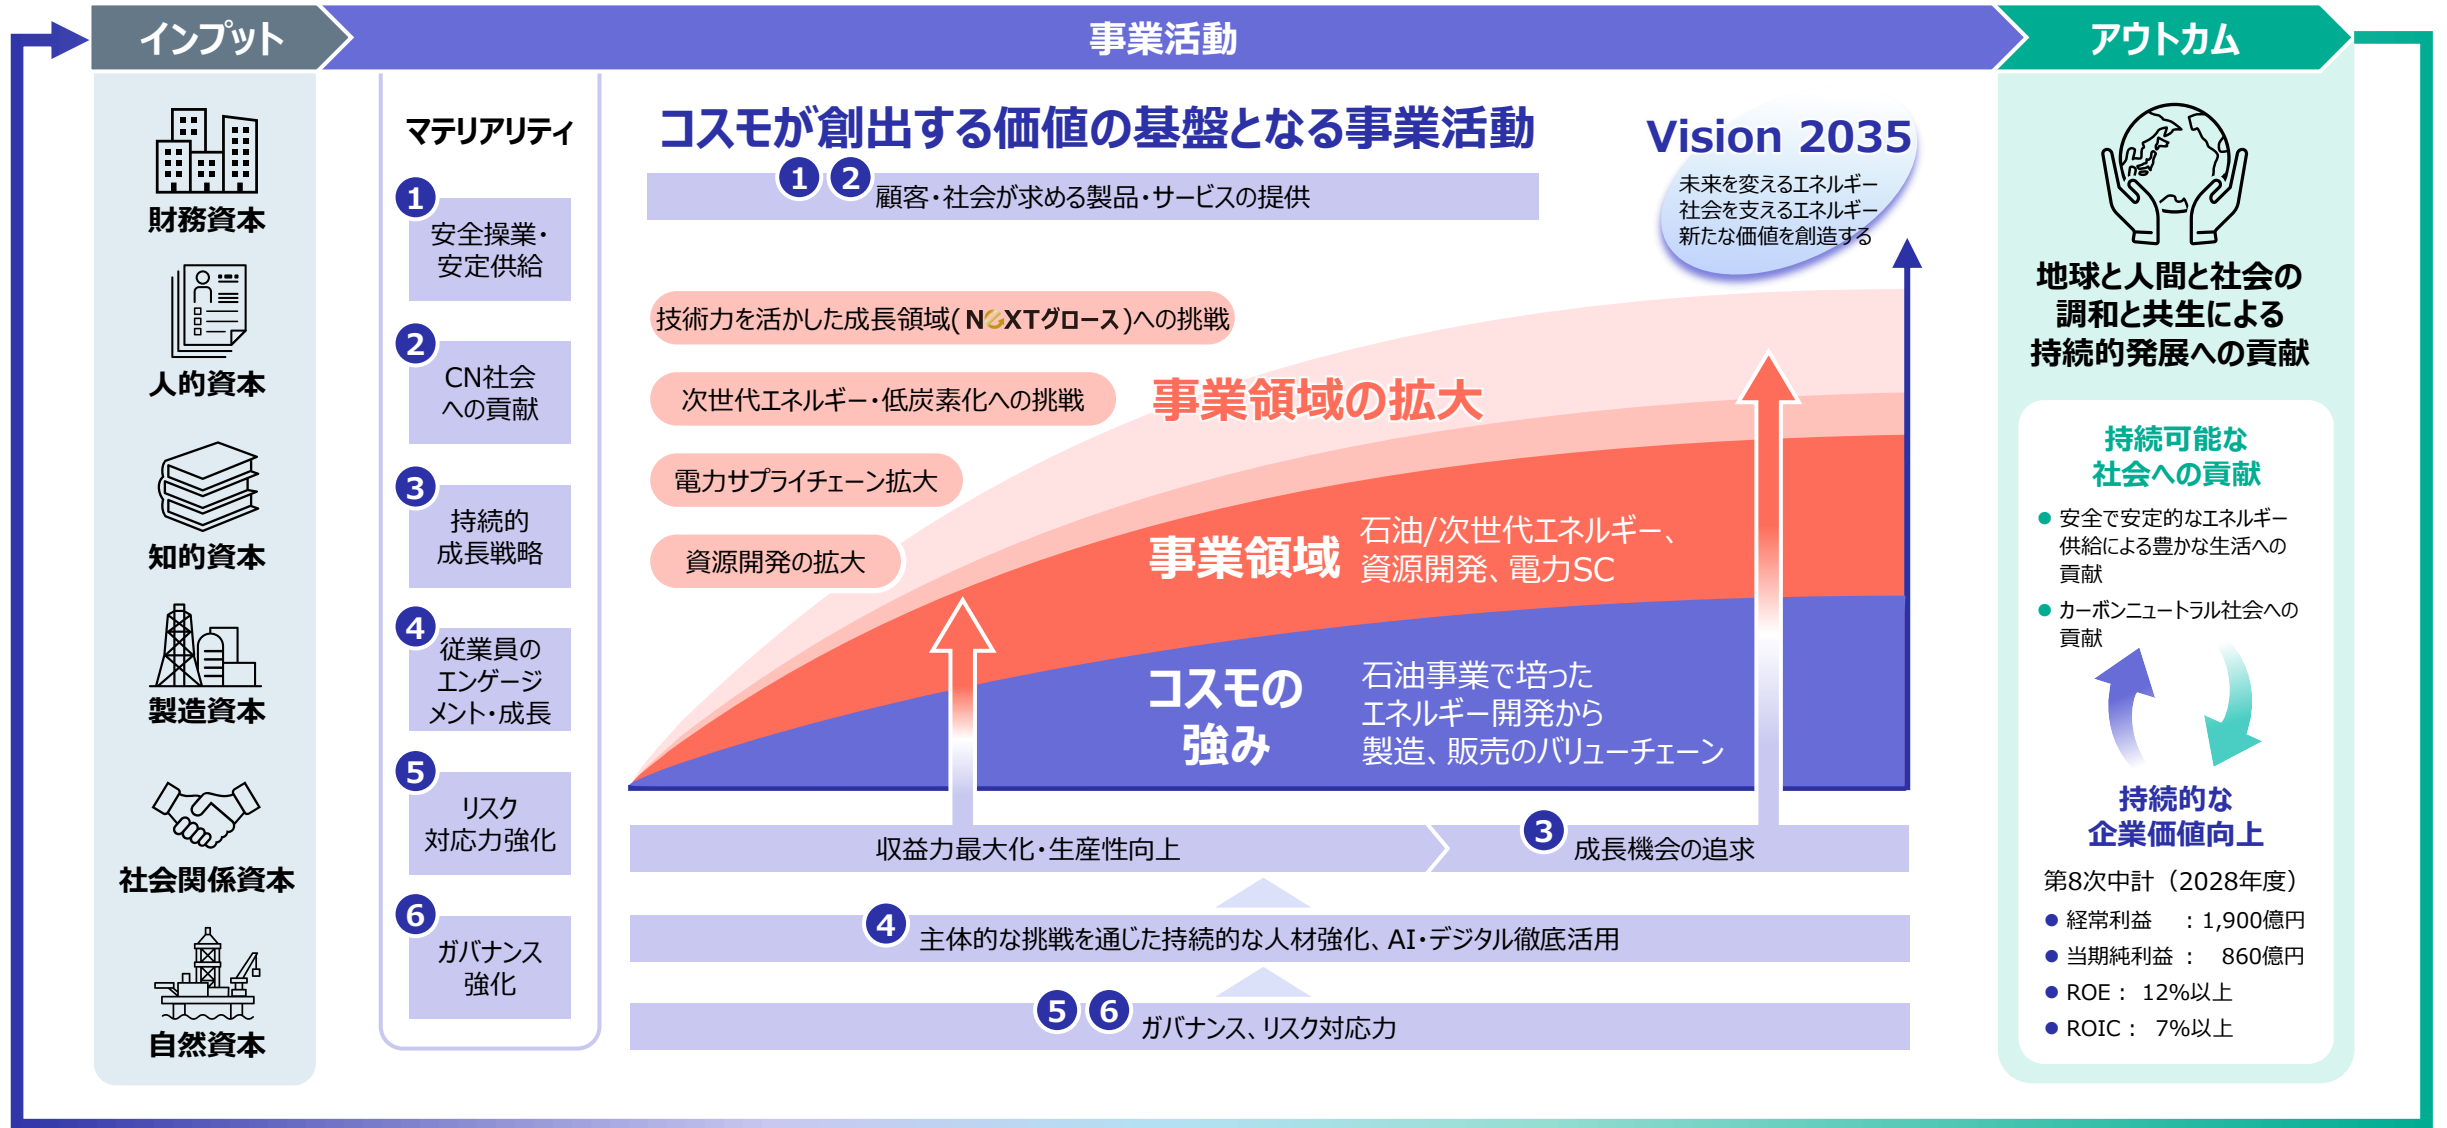 インプット
事業活動
アウトカム
財務資本
人的資本
知的資本
製造資本
社会関係資本
自然資本
マテリアリティ
1
安全操業・
安定供給
2
CN社会
への貢献
3
持続的
成長戦略
4
従業員の
エンゲージ
メント・成長
5
リスク
対応力強化
6
ガバナンス
強化
コスモが創出する価値の基盤となる事業活動
1 2 顧客・社会が求める製品・サービスの提供
Vision 2035
未来を変えるエネルギー
社会を支えるエネルギー
新たな価値を創造する
技術力を活かした成長領域(NEXTグロース)への挑戦
次世代エネルギー・低炭素化への挑戦
電力サプライチェーン拡大
資源開発の拡大
事業領域の拡大
事業領域
石油/次世代エネルギー、
資源開発、電力SC
コスモの
強み
石油事業で培った
エネルギー開発から
製造、販売のバリューチェーン
収益力最大化・生産性向上
3 成長機会の追求
4 主体的な挑戦を通じた持続的な人材強化、AI・デジタル徹底活用
5 6 ガバナンス、リスク対応力
地球と人間と社会の
調和と共生による
持続的発展への貢献
持続可能な
社会への貢献
● 安全で安定的なエネルギー
供給による豊かな生活への
貢献
● カーボンニュートラル社会への
貢献
持続的な
企業価値向上
第8次中計（2028年度）
● 経常利益 : 1,900億円
● 当期純利益 : 860億円
● ROE : 12%以上
● ROIC : 7%以上